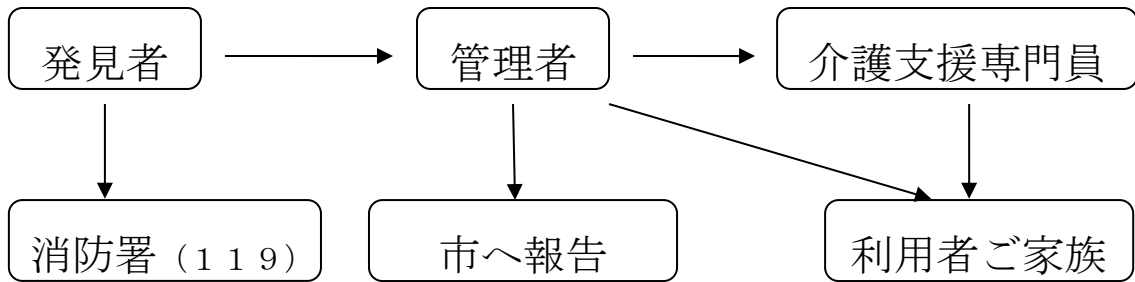 発見者
管理者
介護支援専門員
消防署（１１９）
市へ報告
利用者ご家族